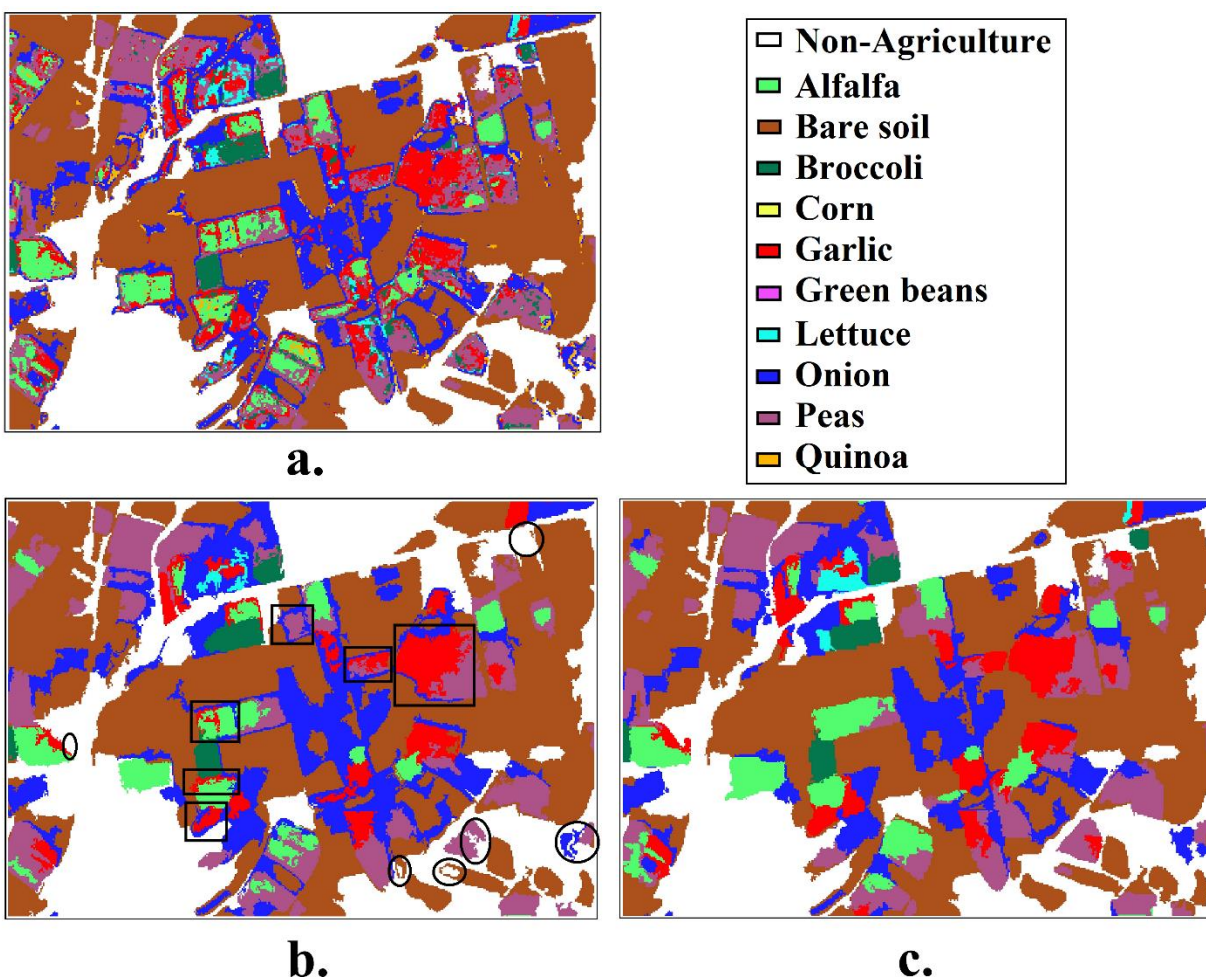 Non-Agriculture
Alfalfa
Bare soil
Broccoli
Corn
Garlic
Green beans
Lettuce
Onion
Peas
Quinoa
a.
b.
c.